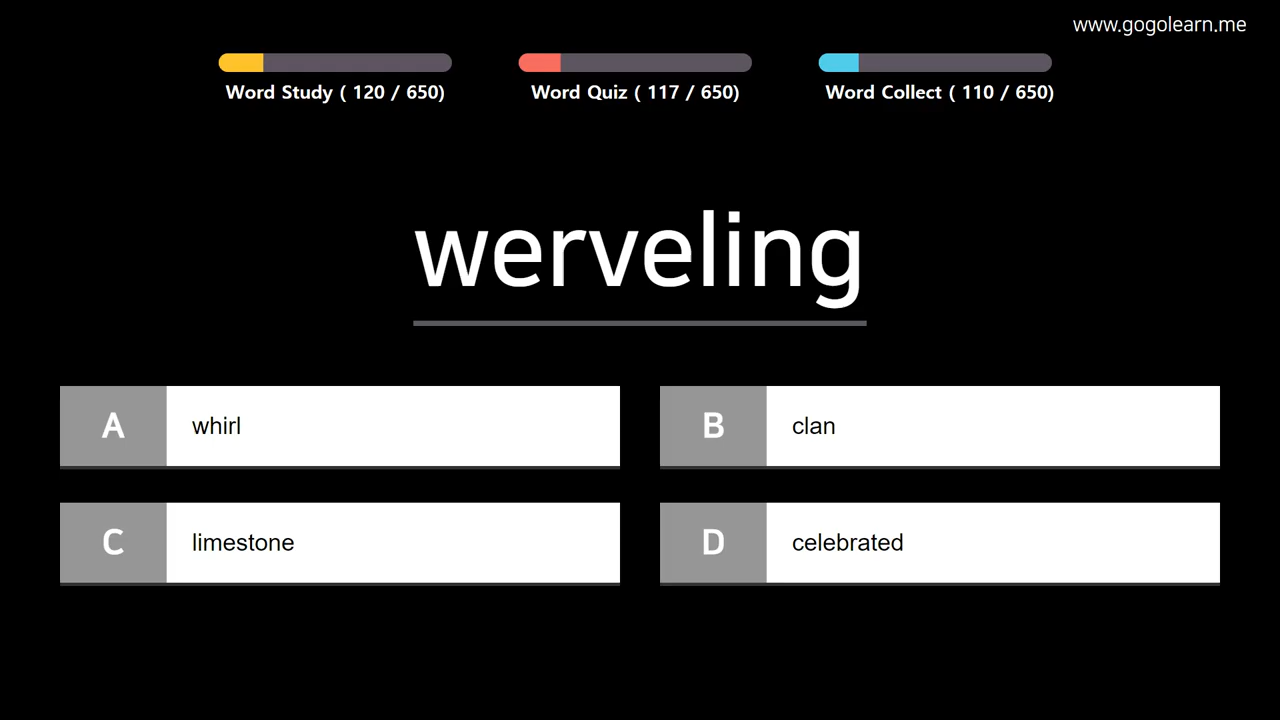 www.gogolearn.me
Word Study ( 120 / 650)
Word Quiz ( 117 / 650)
Word Collect ( 110 / 650)
werveling
A whirl
B clan
C limestone
D celebrated